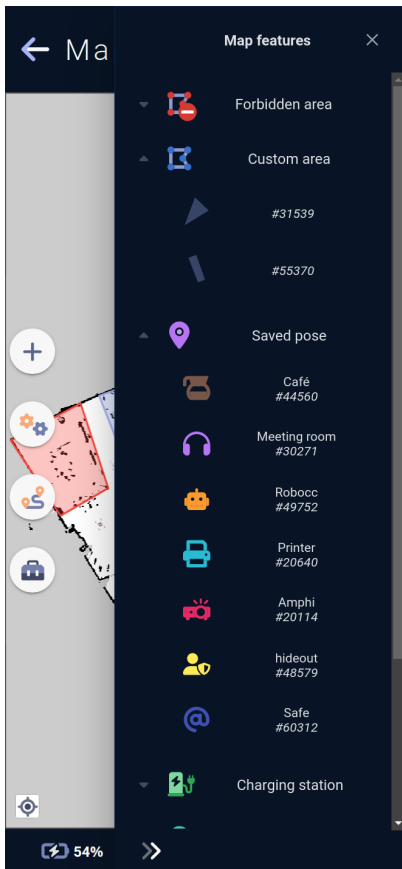 Ma
Map features
Forbidden area
Custom area
#31539
#55370
Saved pose
Café
#44560
Meeting room
#30271
Robocc
#49752
Printer
#20640
Amphi
#20114
hideout
#48579
Safe
#60312
Charging station
54%